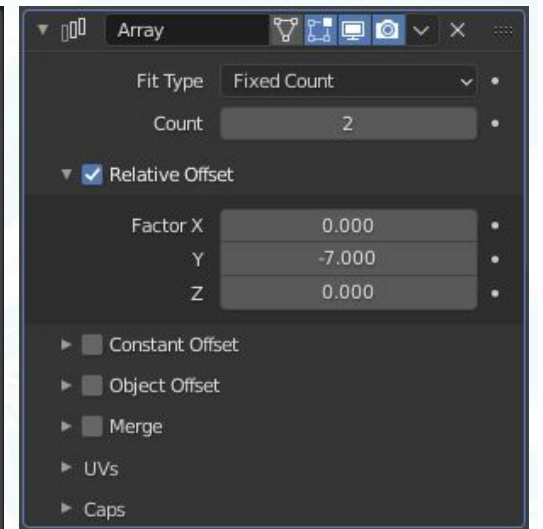 Array
Fit Type Fixed Count
Count 2
Relative Offset
Factor X 0.000
Y -7.000
Z 0.000
Constant Offset
Object Offset
Merge
UVs
Caps